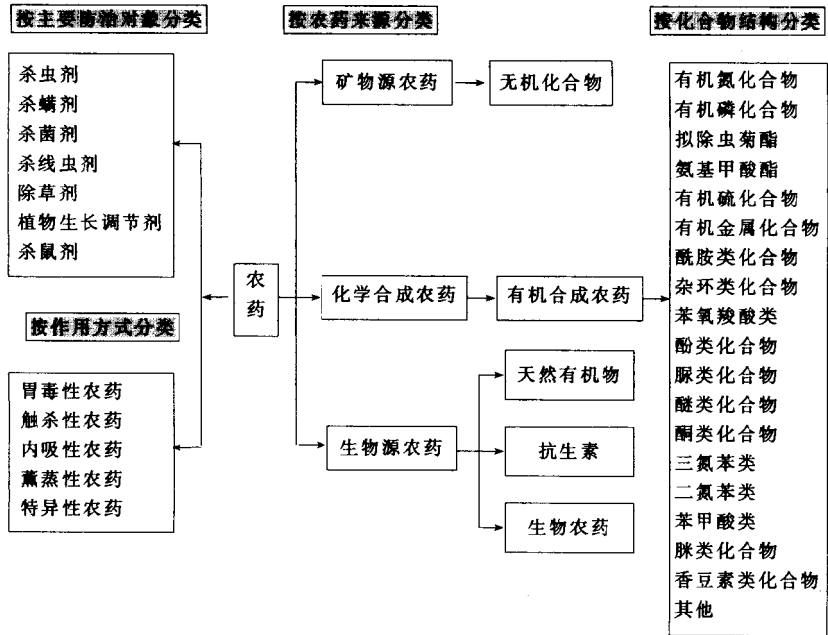 按主要防治对象分类
杀虫剂
杀螨剂
杀菌剂
杀线虫剂
除草剂
植物生长调节剂
杀鼠剂
按作用方式分类
胃毒性农药
触杀性农药
内吸性农药
薰蒸性农药
特异性农药
农
药
按农药来源分类
矿物源农药
无机化合物
化学合成农药
有机合成农药
生物源农药
天然有机物
抗生素
生物农药
按化合物结构分类
有机氮化合物
有机磷化合物
拟除虫菊酯
氨基甲酸酯
有机硫化合物
有机金属化合物
酰胺类化合物
杂环类化合物
苯氧羧酸类
酚类化合物
脲类化合物
醚类化合物
酮类化合物
三氮苯类
二氮苯类
苯甲酸类
脒类化合物
香豆素类化合物
其他